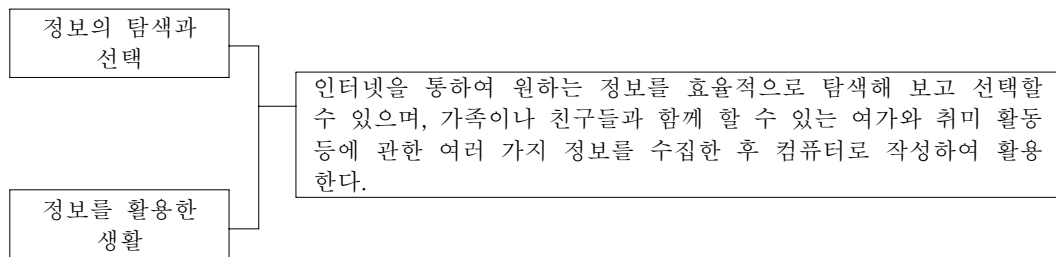 정보의 탐색과
선택
인터넷을 통하여 원하는 정보를 효율적으로 탐색해 보고 선택할
수 있으며, 가족이나 친구들과 함께 할 수 있는 여가와 취미 활동
등에 관한 여러 가지 정보를 수집한 후 컴퓨터로 작성하여 활용
한다.
정보를 활용한
생활